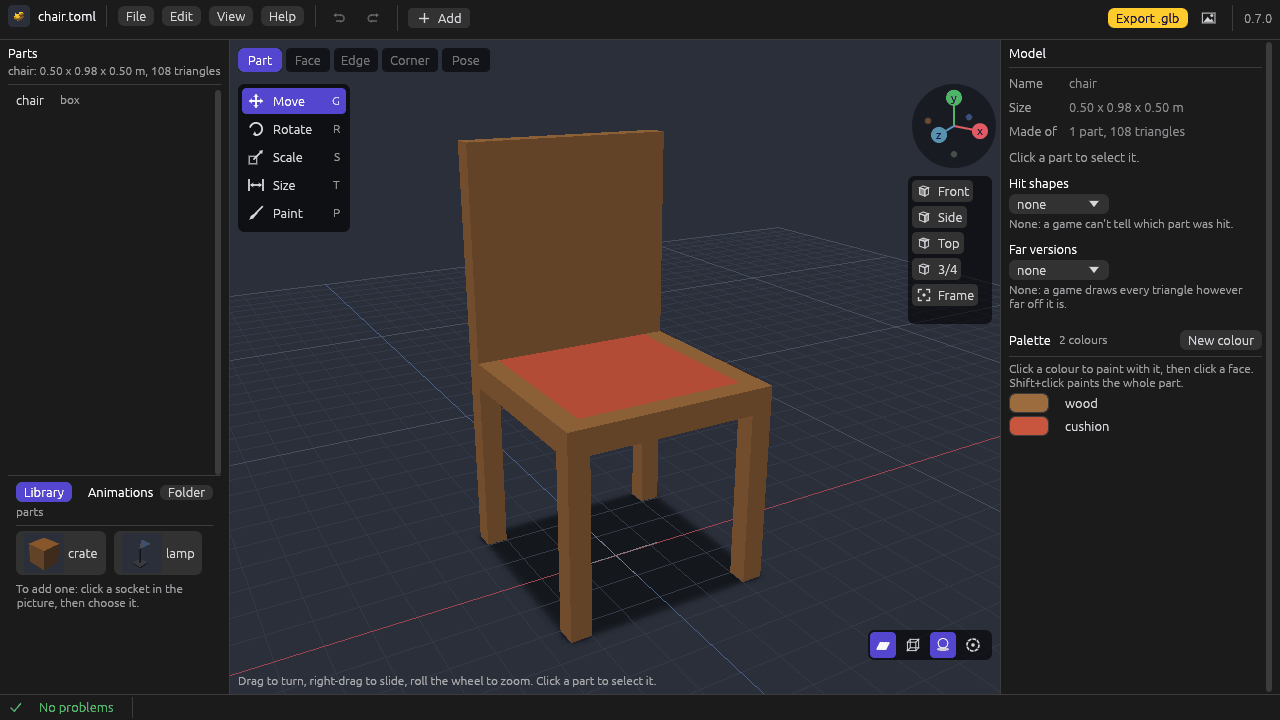 chair.toml File Edit View Help + Add Export .glb 0.7.0
Parts
chair: 0.50 x 0.98 x 0.50 m, 108 triangles
chair box
Library Animations Folder
parts
crate lamp
To add one: click a socket in the
picture, then choose it.
Part Face Edge Corner Pose
Move G
Rotate R
Scale S
Size T
Paint P
y
x
z
Front
Side
Top
3/4
Frame
Drag to turn, right-drag to slide, roll the wheel to zoom. Click a part to select it.
Model
Name chair
Size 0.50 x 0.98 x 0.50 m
Made of 1 part, 108 triangles
Click a part to select it.
Hit shapes
none
None: a game can't tell which part was hit.
Far versions
none
None: a game draws every triangle however
far off it is.
Palette 2 colours New colour
Click a colour to paint with it, then click a face.
Shift+click paints the whole part.
wood
cushion
No problems